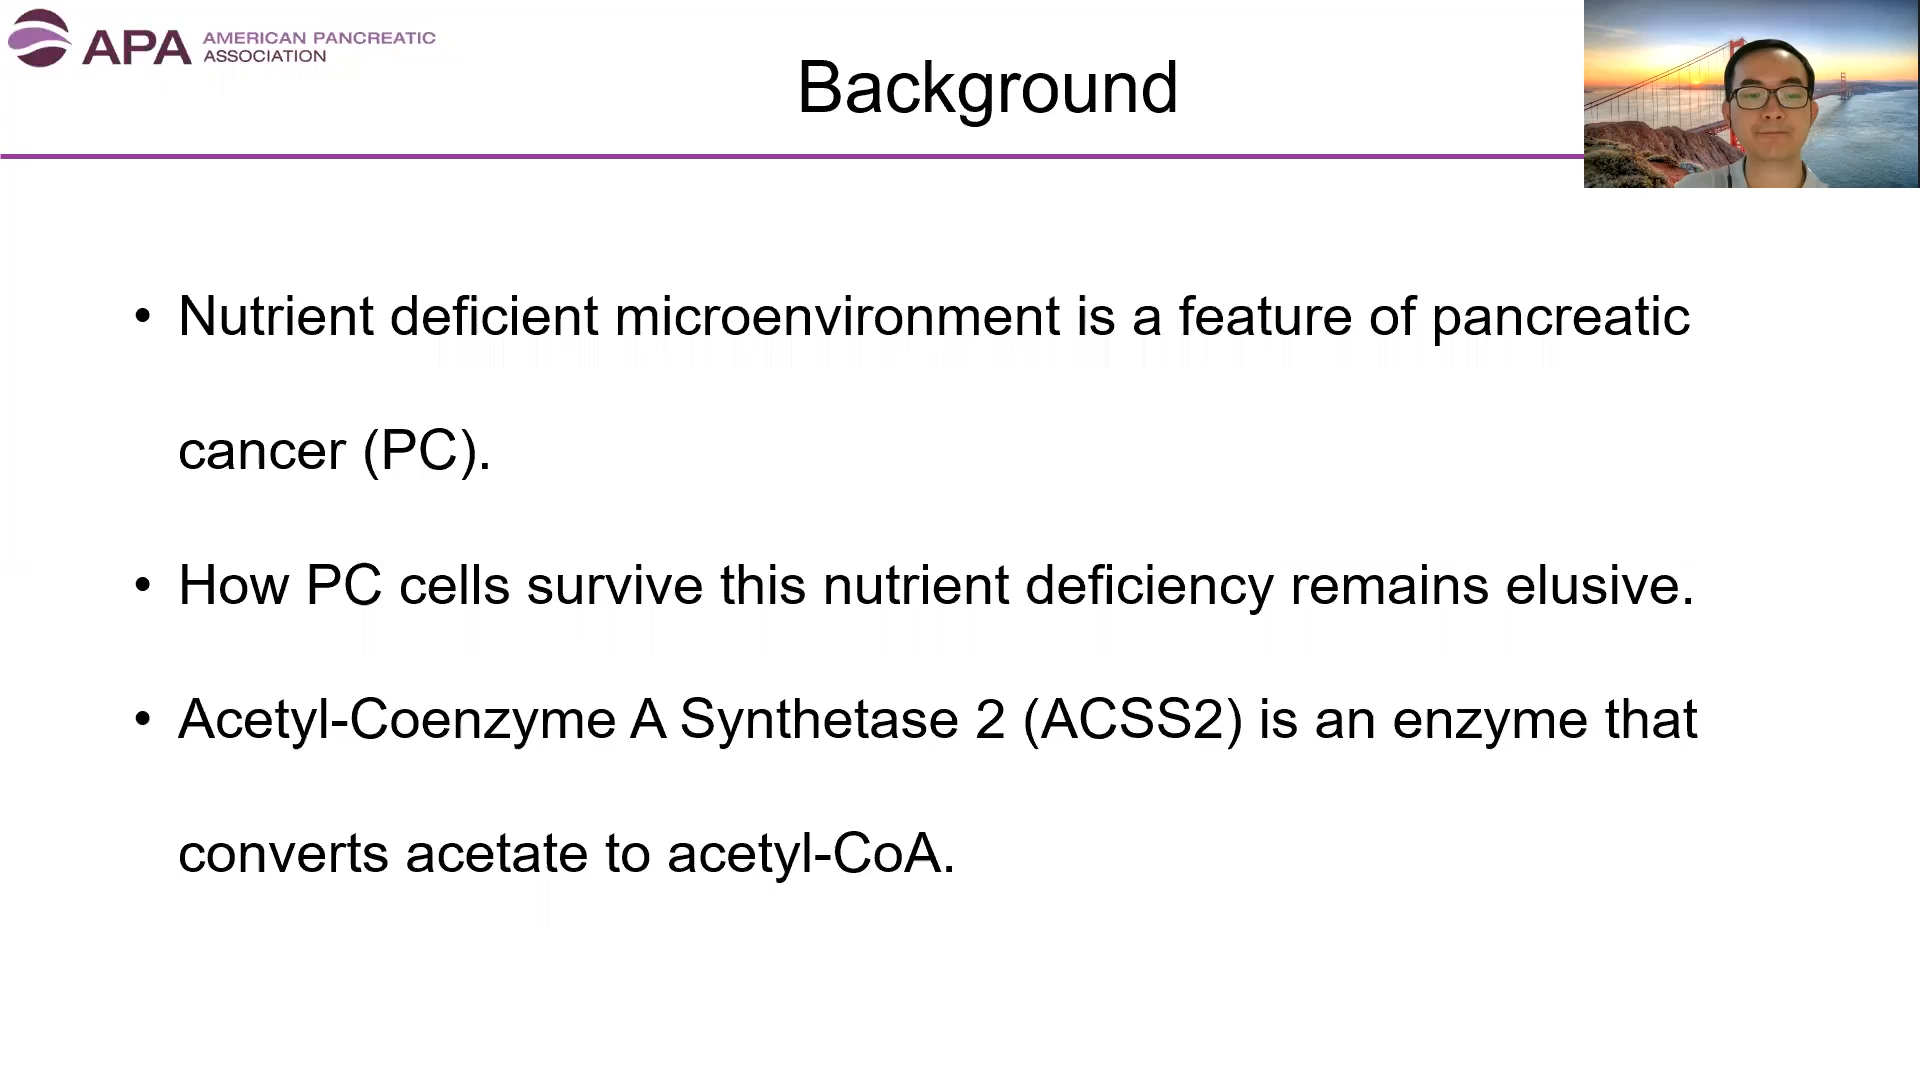 APA AMERICAN PANCREATIC
ASSOCIATION
Background
• Nutrient deficient microenvironment is a feature of pancreatic
cancer (PC).
• How PC cells survive this nutrient deficiency remains elusive.
• Acetyl-Coenzyme A Synthetase 2 (ACSS2) is an enzyme that
converts acetate to acetyl-CoA.